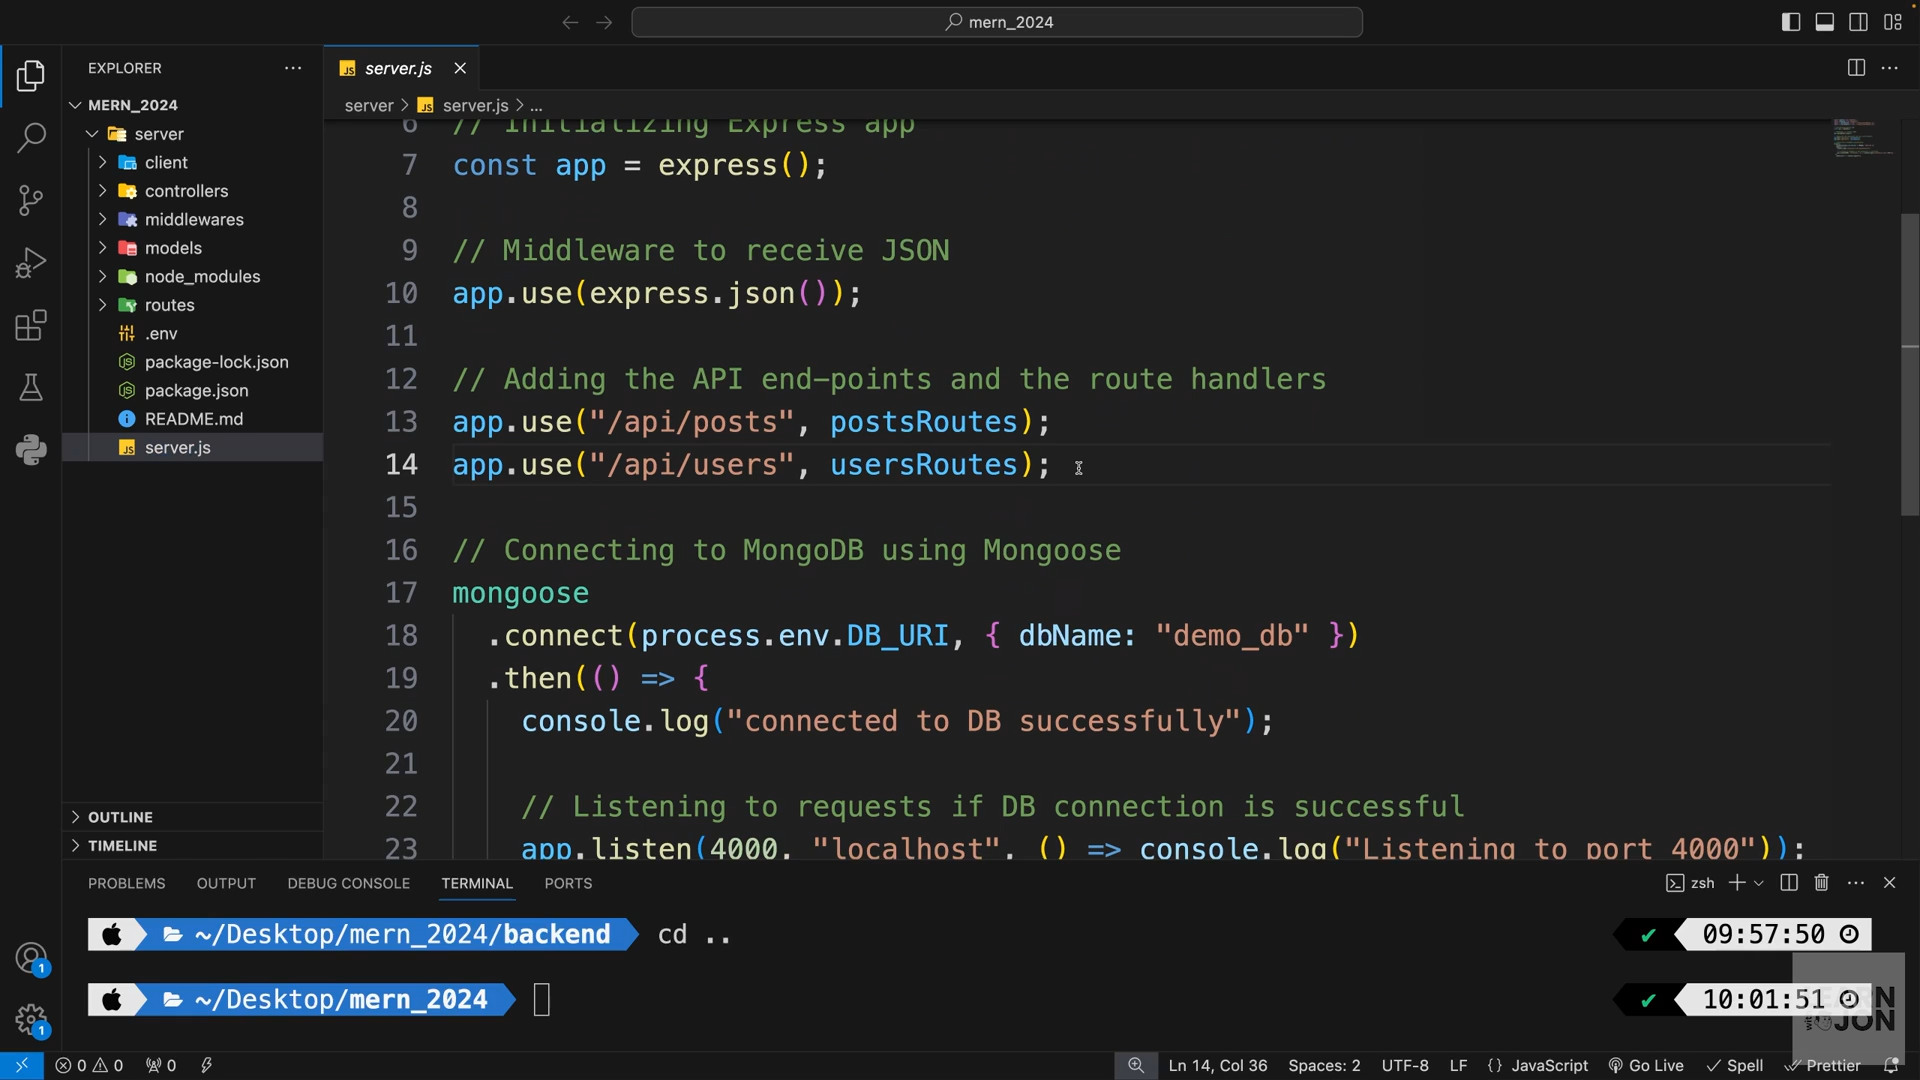 mern_2024
EXPLORER
MERN_2024
server
client
controllers
middlewares
models
node_modules
routes
.env
package-lock.json
package.json
README.md
server.js
OUTLINE
TIMELINE
server.js
server > server.js > ...
6 // Initializing Express app
7 const app = express();
8
9 // Middleware to receive JSON
10 app.use(express.json());
11
12 // Adding the API end-points and the route handlers
13 app.use("/api/posts", postsRoutes);
14 app.use("/api/users", usersRoutes);
15
16 // Connecting to MongoDB using Mongoose
17 mongoose
18 .connect(process.env.DB_URI, { dbName: "demo_db" })
19 .then(() => {
20 console.log("connected to DB successfully");
21
22 // Listening to requests if DB connection is successful
23 app.listen(4000, "localhost", () => console.log("Listening to port 4000"));
PROBLEMS OUTPUT DEBUG CONSOLE TERMINAL PORTS zsh
~/Desktop/mern_2024/backend cd .. 09:57:50
~/Desktop/mern_2024 10:01:51
1
1
0 0 0 Ln 14, Col 36 Spaces: 2 UTF-8 LF {} JavaScript Go Live Spell Prettier